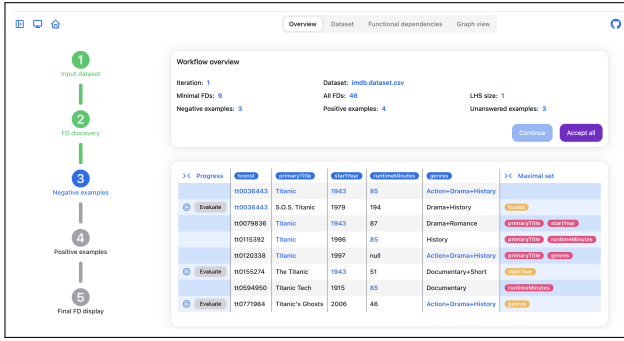 Overview Dataset Functional dependencies Graph view
1
Input dataset
2
FD discovery
3
Negative examples
4
Positive examples
5
Final FD display
Workflow overview
Iteration: 1 Dataset: imdb.dataset.csv
Minimal FDs: 9 All FDs: 46 LHS size: 1
Negative examples: 3 Positive examples: 4 Unanswered examples: 3
Continue Accept all
Progress tconst primaryTitle startYear runtimeMinutes genres Maximal set
tt0036443 Titanic 1943 85 Action+Drama+History
Evaluate tt0036443 S.O.S. Titanic 1979 194 Drama+History tconst
tt0079836 Titanic 1943 87 Drama+Romance primaryTitle startYear
tt0115392 Titanic 1996 85 History primaryTitle runtimeMinutes
tt0120338 Titanic 1997 null Action+Drama+History primaryTitle genres
Evaluate tt0155274 The Titanic 1943 51 Documentary+Short startYear
tt0594950 Titanic Tech 1915 85 Documentary runtimeMinutes
Evaluate tt0771984 Titanic's Ghosts 2006 46 Action+Drama+History genres